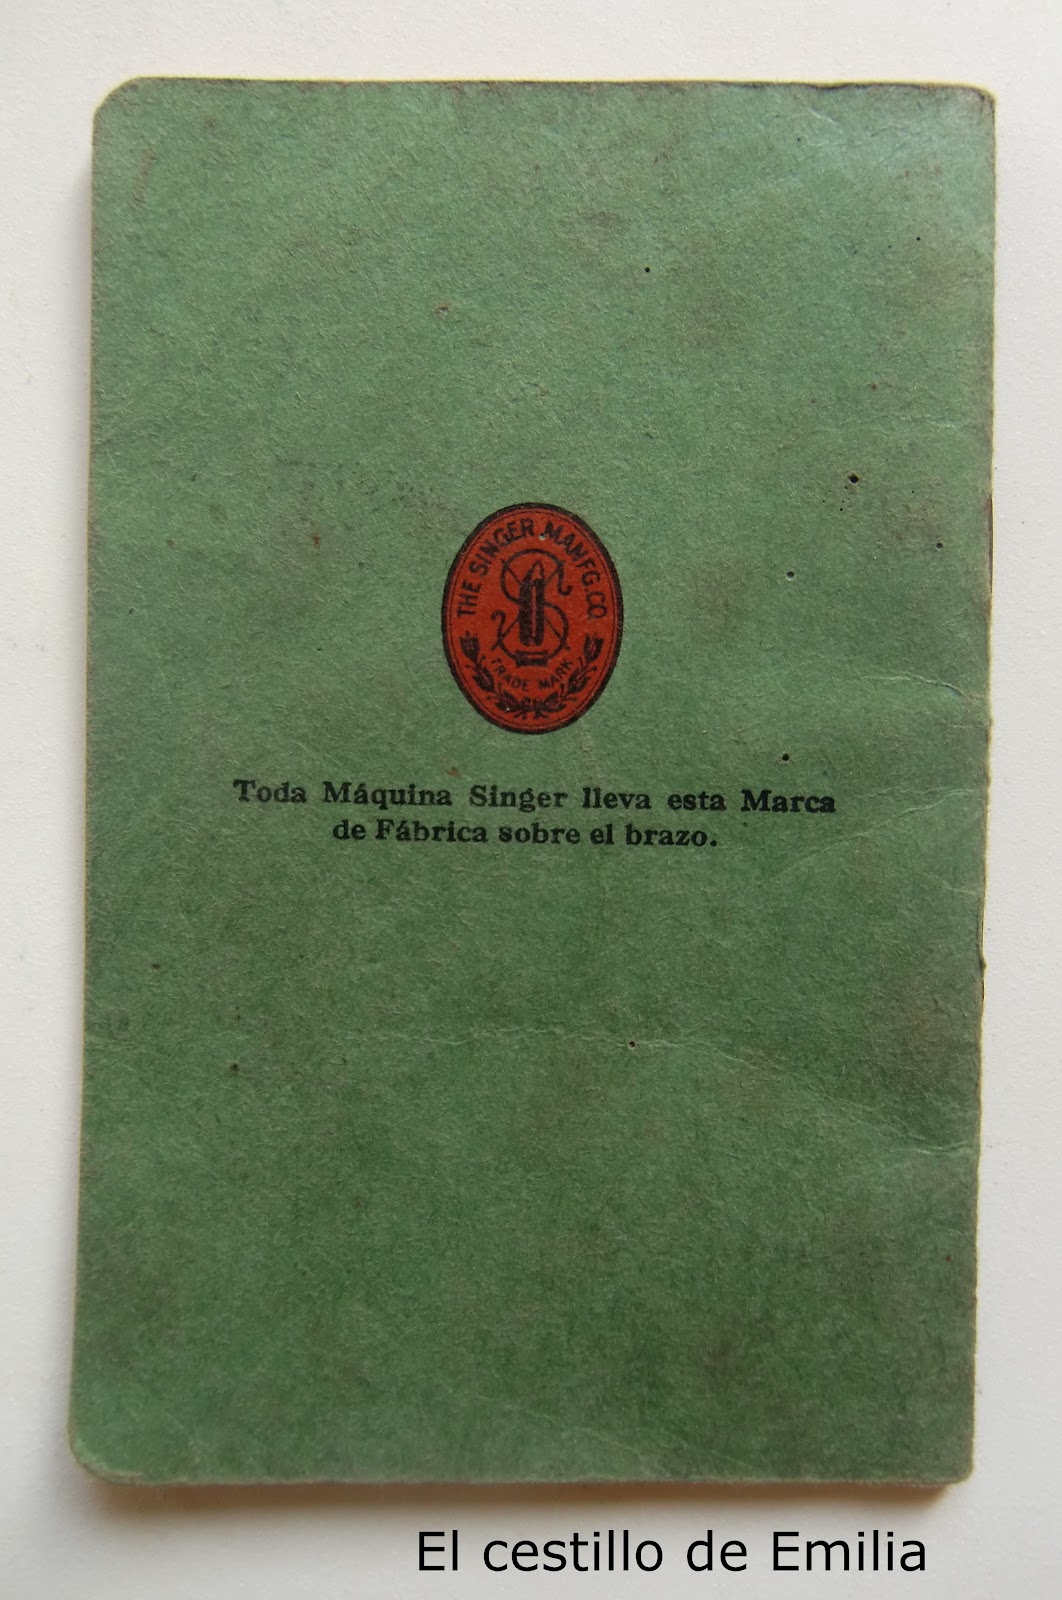 THE SINGER MANFG. CO.
TRADE MARK
Toda Máquina Singer lleva esta Marca
de Fábrica sobre el brazo.
El cestillo de Emilia